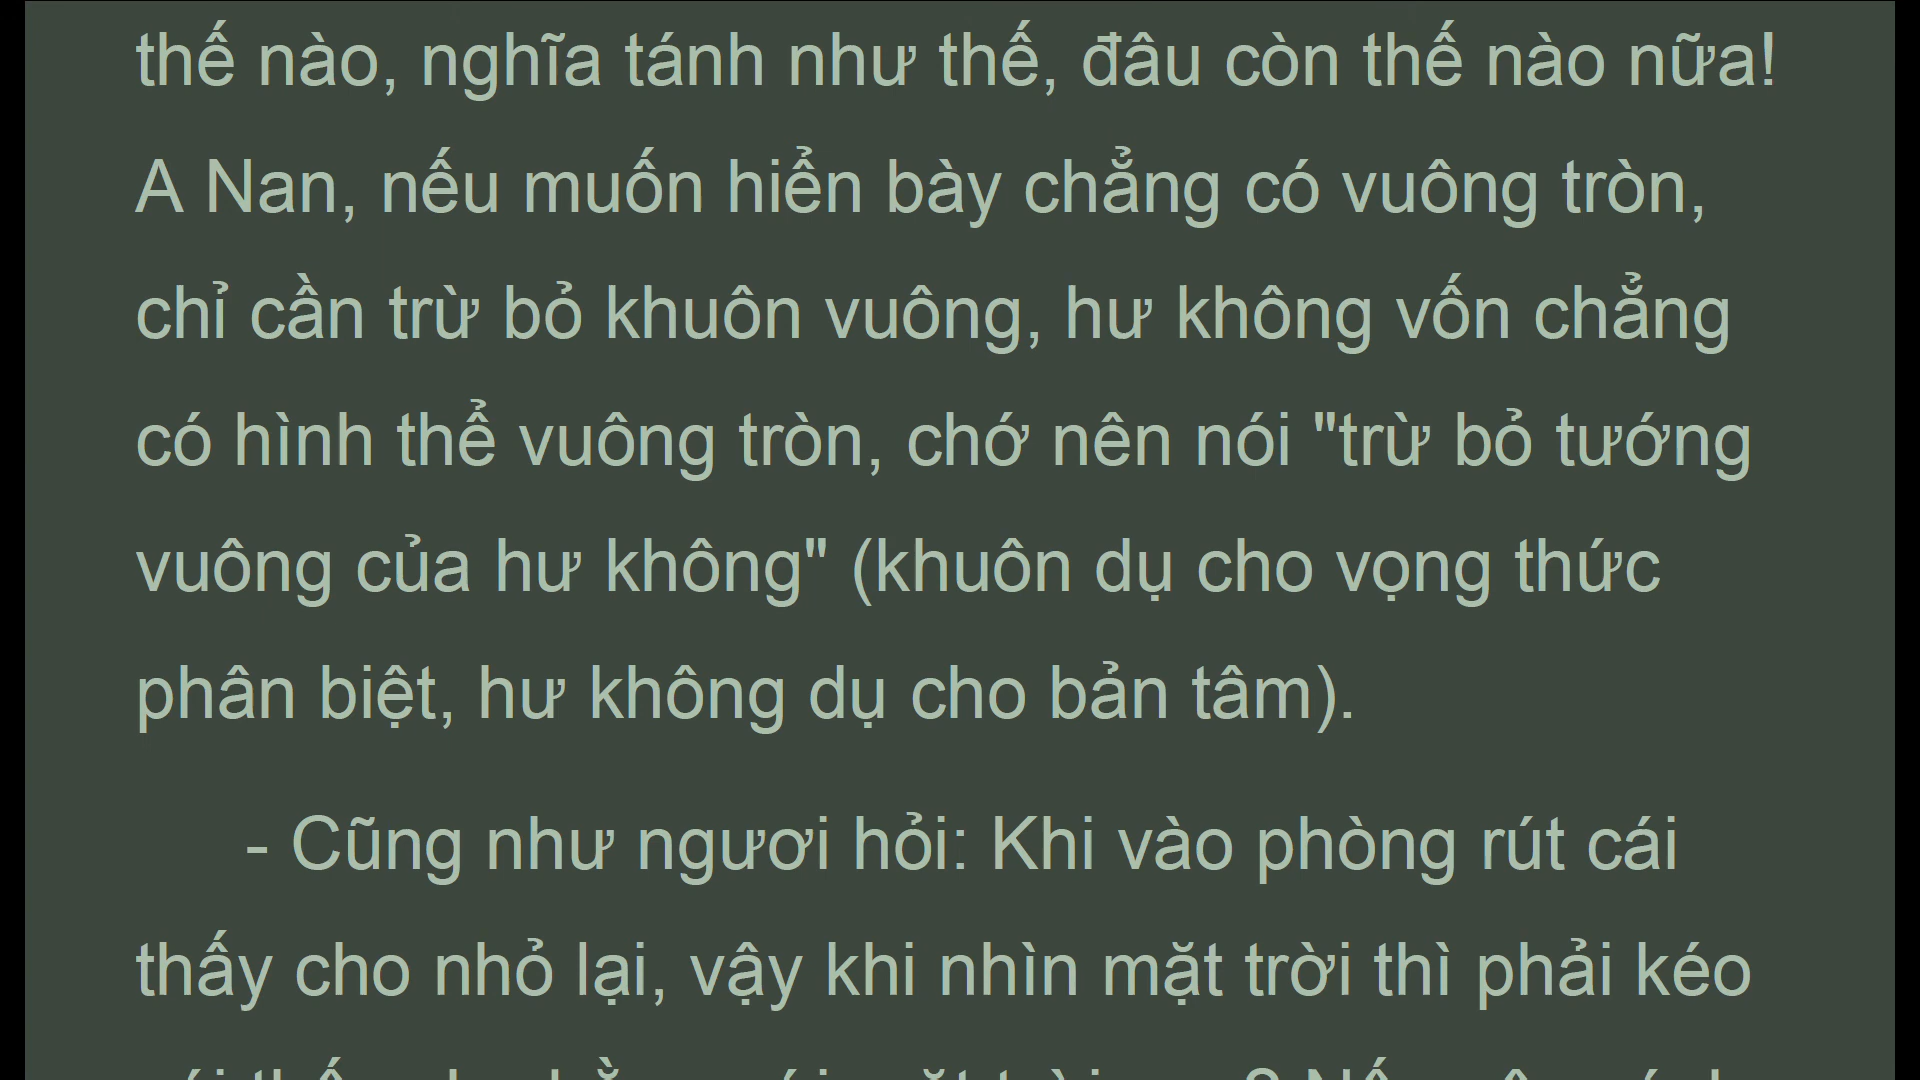 thế nào, nghĩa tánh như thế, đâu còn thế nào nữa!
A Nan, nếu muốn hiển bày chẳng có vuông tròn,
chỉ cần trừ bỏ khuôn vuông, hư không vốn chẳng
có hình thể vuông tròn, chớ nên nói "trừ bỏ tướng
vuông của hư không" (khuôn dụ cho vọng thức
phân biệt, hư không dụ cho bản tâm).
- Cũng như ngươi hỏi: Khi vào phòng rút cái
thấy cho nhỏ lại, vậy khi nhìn mặt trời thì phải kéo